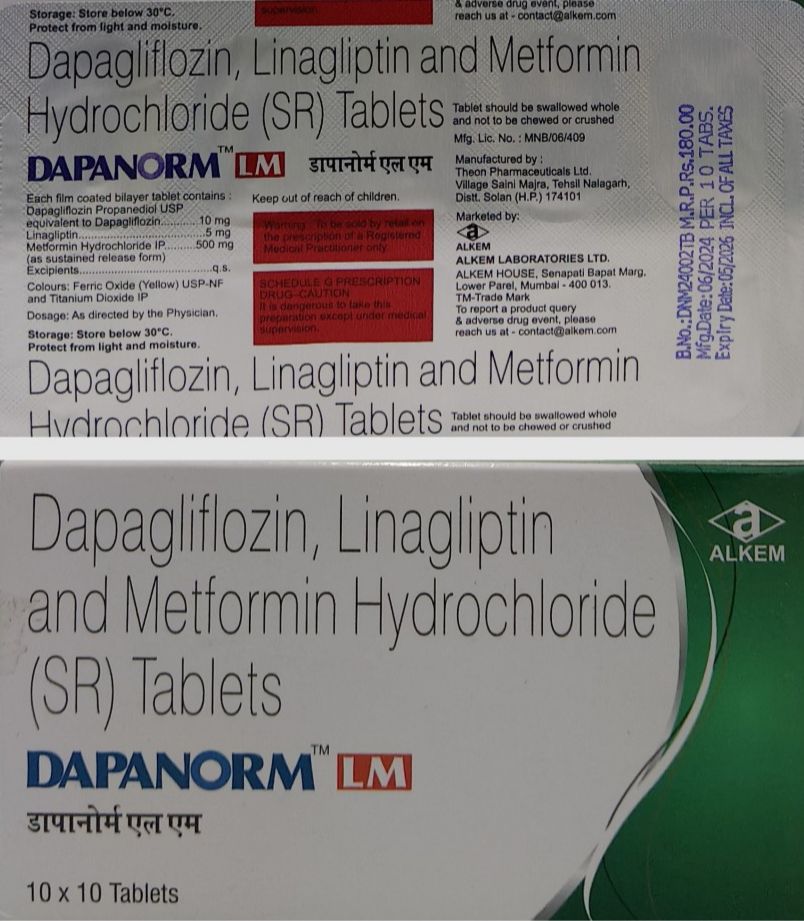 Storage: Store below 30°C.
Protect from light and moisture.
supervision.
& adverse drug event, please
reach us at - contact@alkem.com
Dapagliflozin, Linagliptin and Metformin
Hydrochloride (SR) Tablets
Tablet should be swallowed whole
and not to be chewed or crushed
Mfg. Lic. No. : MNB/06/409
DAPANORM™ LM डापानोर्म एल एम
Each film coated bilayer tablet contains :
Dapagliflozin Propanediol USP
equivalent to Dapagliflozin............10 mg
Linagliptin......................................5 mg
Metformin Hydrochloride IP.......500 mg
(as sustained release form)
Excipients.......................................q.s.
Colours: Ferric Oxide (Yellow) USP-NF
and Titanium Dioxide IP
Dosage: As directed by the Physician.
Storage: Store below 30°C.
Protect from light and moisture.
Keep out of reach of children.
Warning : To be sold by retail on
the prescription of a Registered
Medical Practitioner only.
SCHEDULE G PRESCRIPTION
DRUG-CAUTION
It is dangerous to take this
preparation except under medical
supervision.
Manufactured by :
Theon Pharmaceuticals Ltd.
Village Saini Majra, Tehsil Nalagarh,
Distt. Solan (H.P.) 174101
Marketed by:
a
ALKEM
ALKEM LABORATORIES LTD.
ALKEM HOUSE, Senapati Bapat Marg.
Lower Parel, Mumbai - 400 013.
TM-Trade Mark
To report a product query
& adverse drug event, please
reach us at - contact@alkem.com
B.No.:DNM24002TB M.R.P.Rs.180.00
Mfg.Date:06/2024 PER 10 TABS.
Expiry Date:05/2026 INCL.OF ALL TAXES
Dapagliflozin, Linagliptin and Metformin
Hydrochloride (SR) Tablets
Tablet should be swallowed whole
and not to be chewed or crushed
Dapagliflozin, Linagliptin
and Metformin Hydrochloride
(SR) Tablets
DAPANORM™ LM
डापानोर्म एल एम
10 x 10 Tablets
a
ALKEM